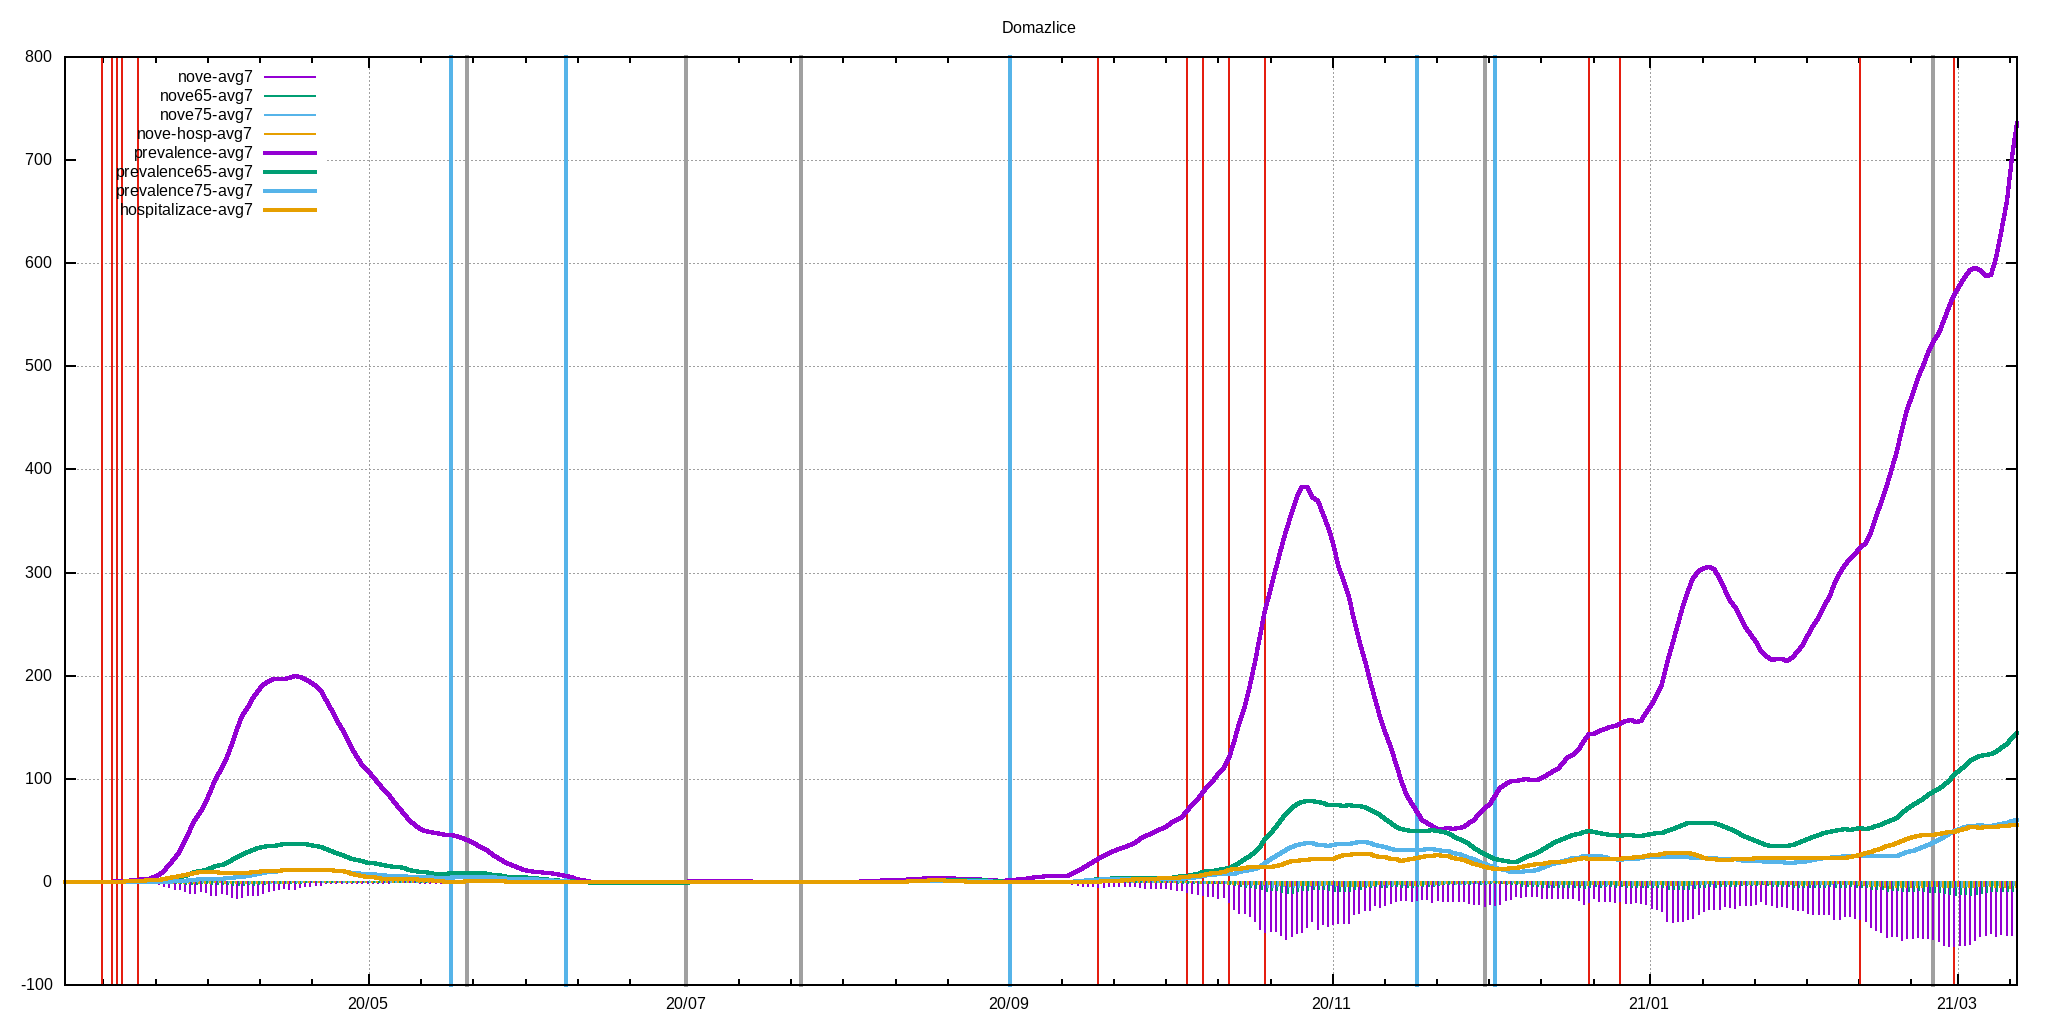 Domazlice
800
700
600
500
400
300
200
100
0
-100
nove-avg7
nove65-avg7
nove75-avg7
nove-hosp-avg7
prevalence-avg7
prevalence65-avg7
prevalence75-avg7
hospitalizace-avg7
20/05
20/07
20/09
20/11
21/01
21/03